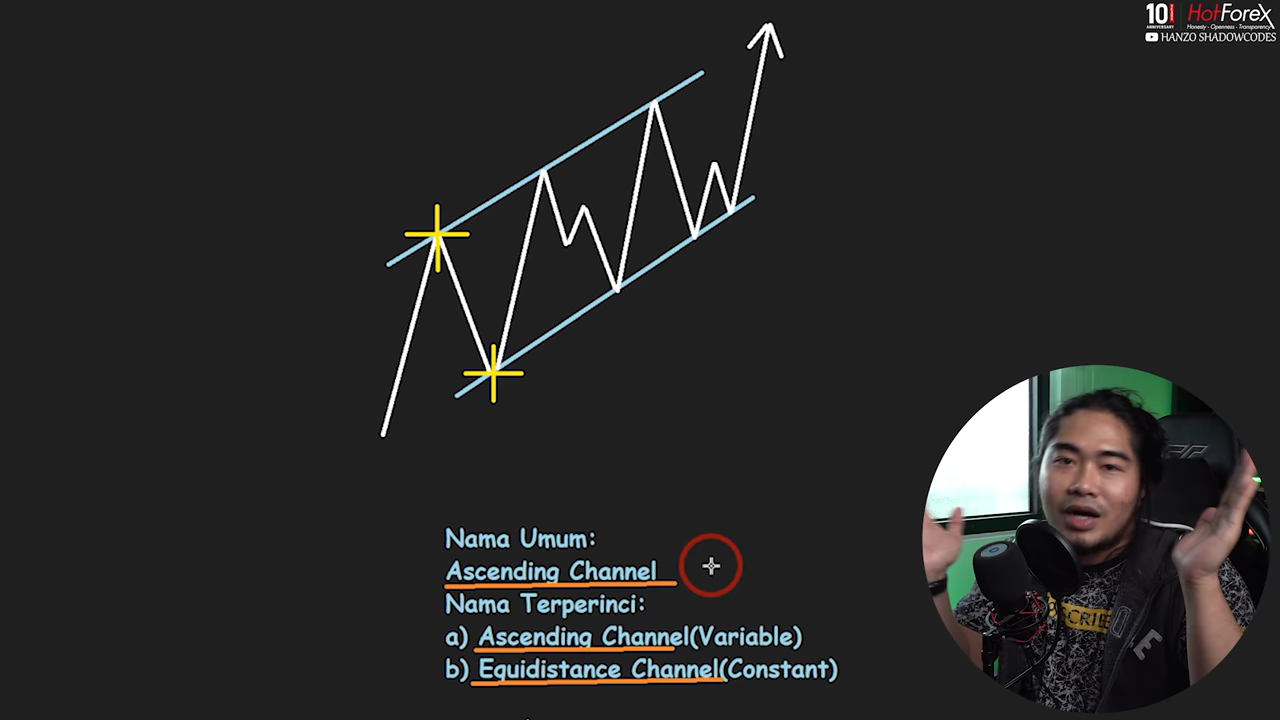 10 HotForeX
ANNIVERSARY Honesty - Openness - Transparency
HANZO SHADOWCODES
Nama Umum:
Ascending Channel
Nama Terperinci:
a) Ascending Channel(Variable)
b) Equidistance Channel(Constant)